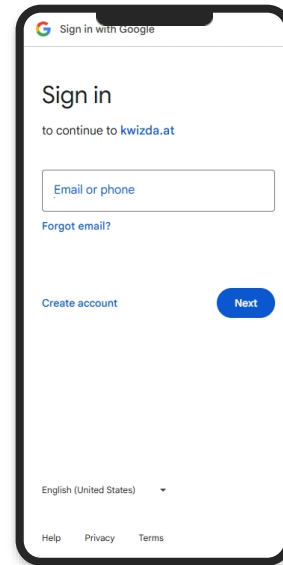 Sign in with Google
Sign in
to continue to kwizda.at
Email or phone
Forgot email?
Create account
Next
English (United States)
Help Privacy Terms